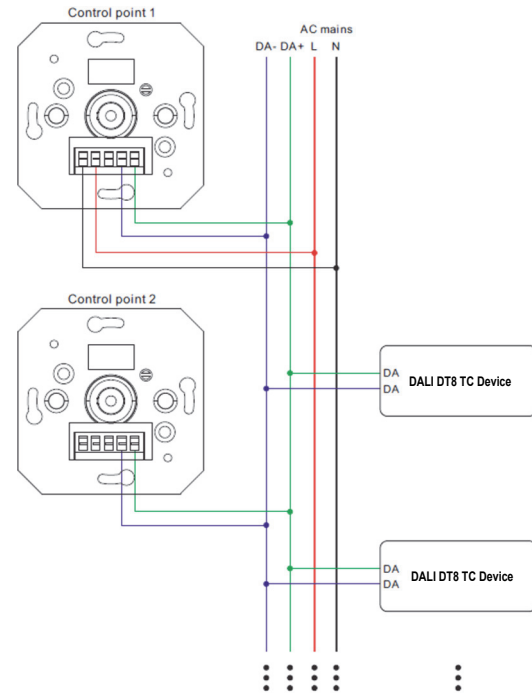 Control point 1
AC mains
DA- DA+ L N
Control point 2
DA
DA
DALI DT8 TC Device
DA
DA
DALI DT8 TC Device